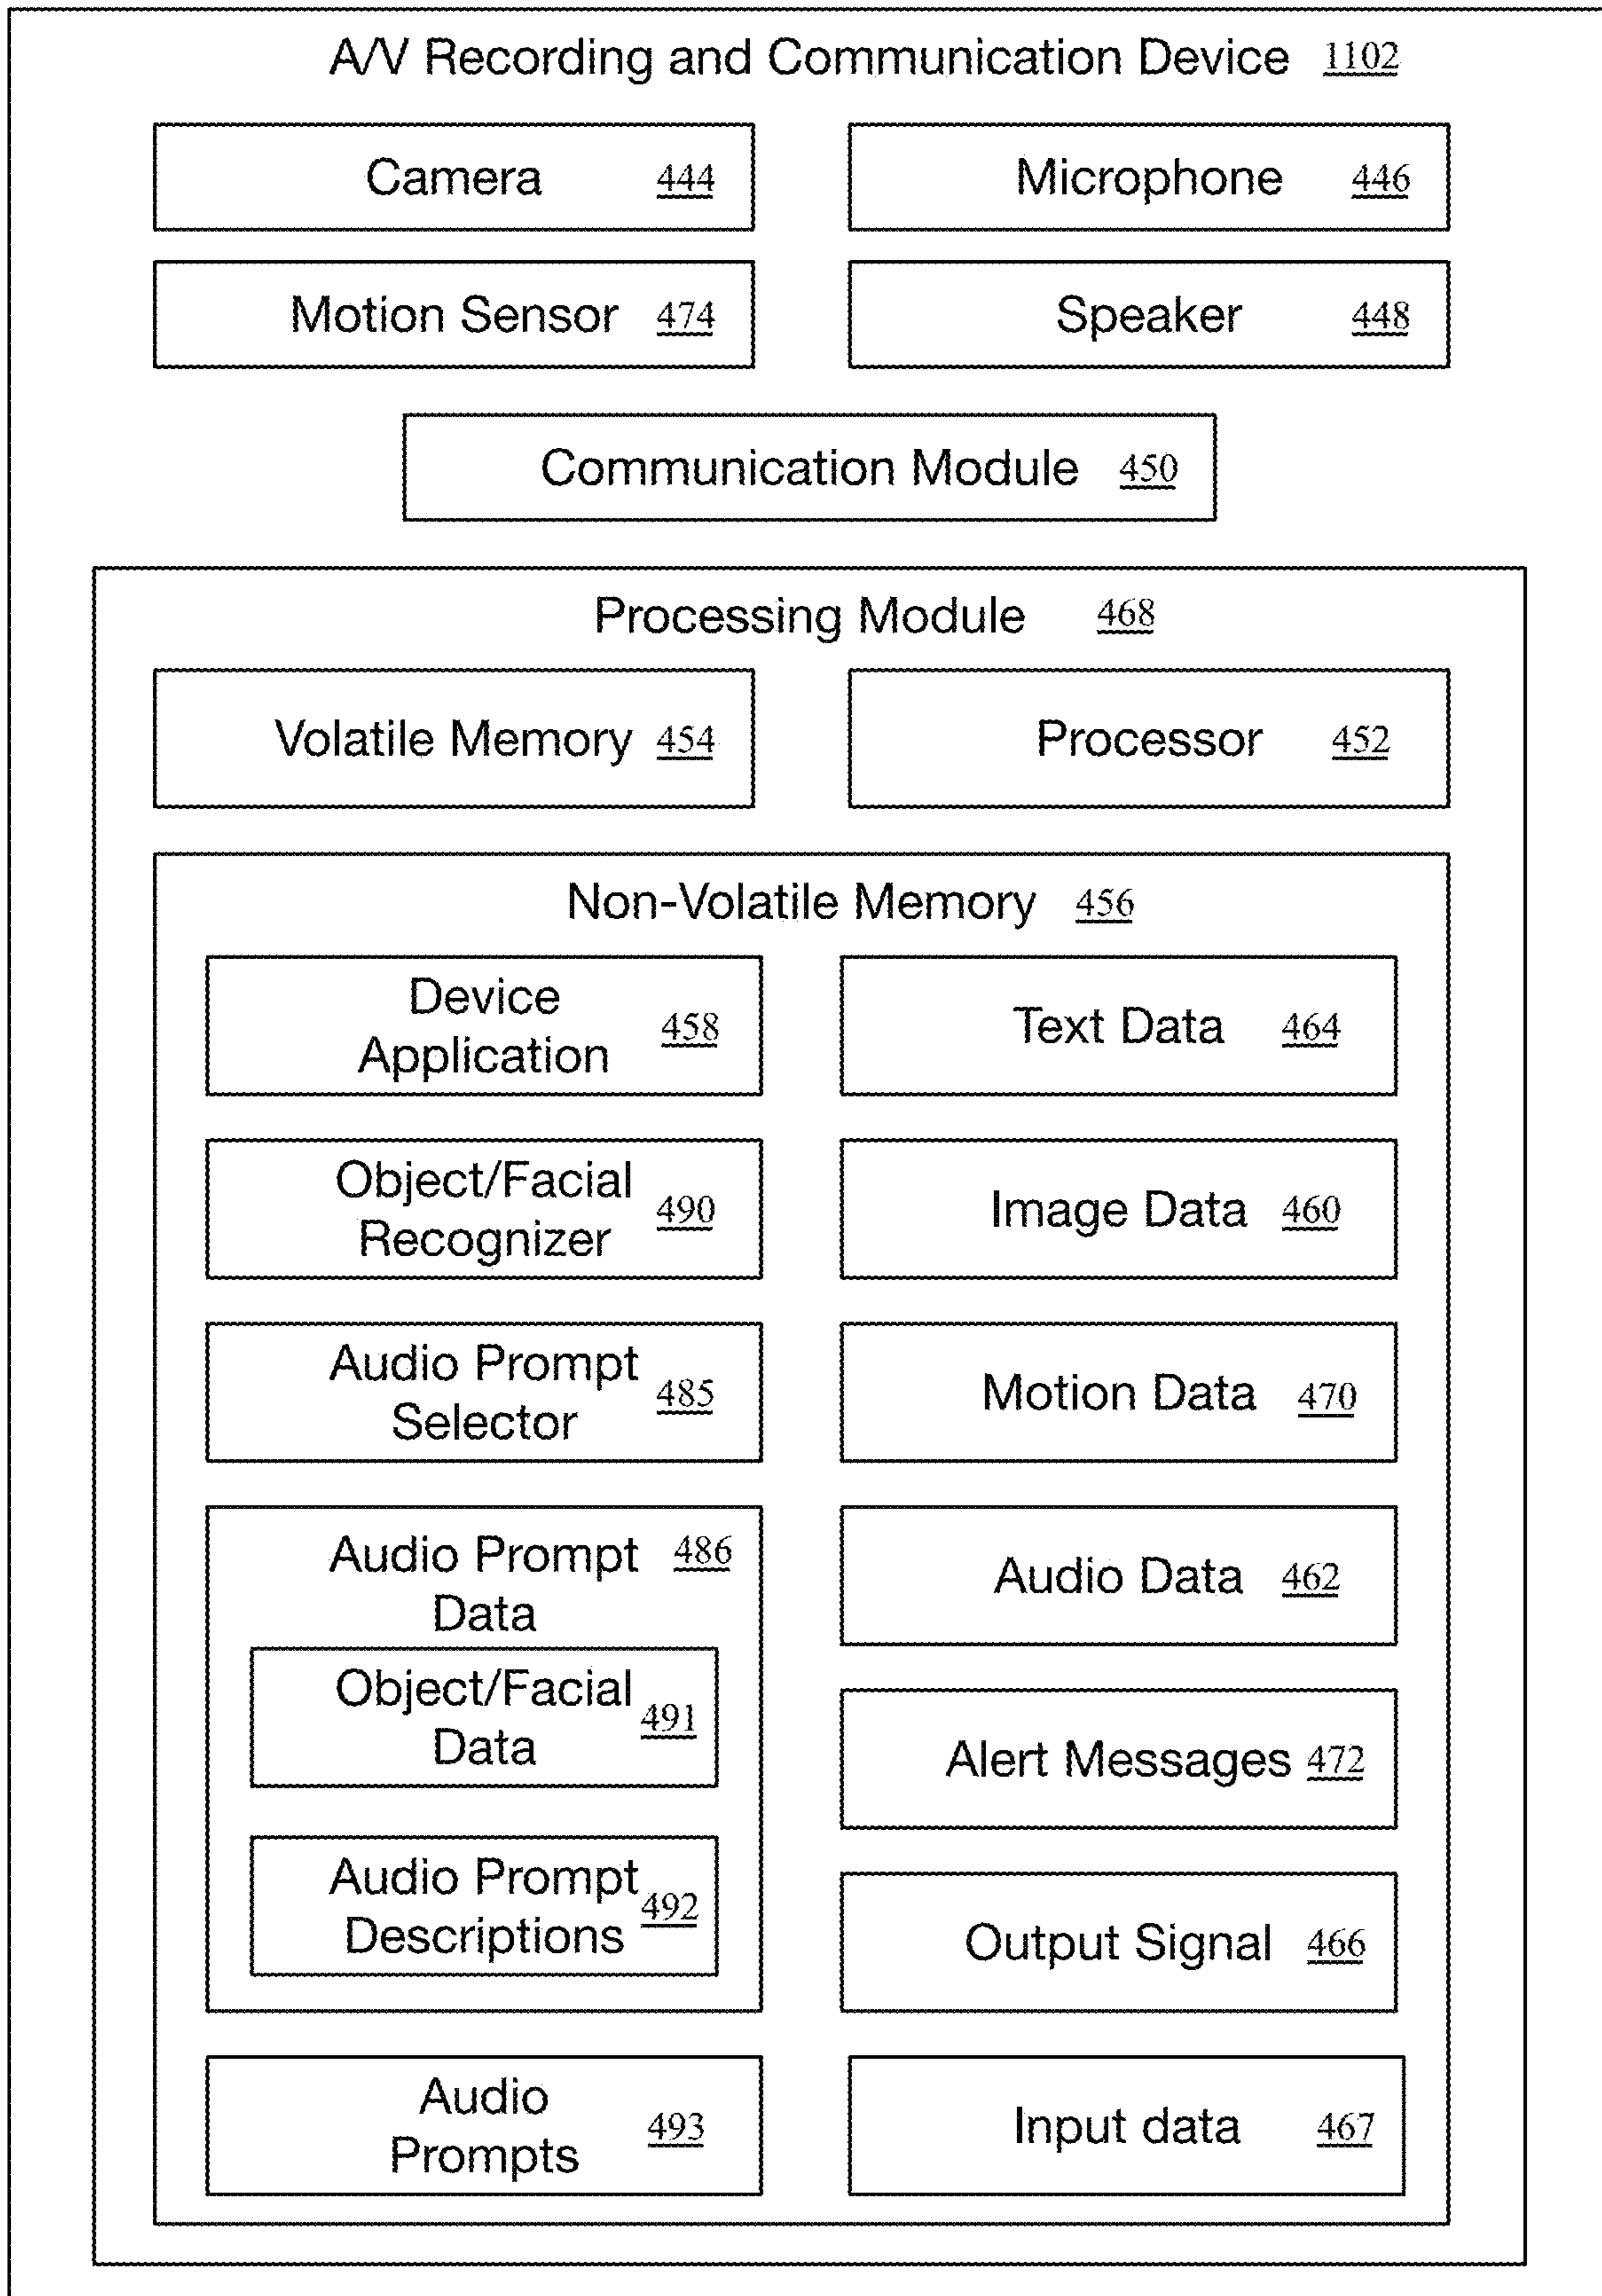 A/V Recording and Communication Device 1102
Camera 444
Microphone 446
Motion Sensor 474
Speaker 448
Communication Module 450
Processing Module 468
Volatile Memory 454
Processor 452
Non-Volatile Memory 456
Device
Application 458
Text Data 464
Object/Facial
Recognizer 490
Image Data 460
Audio Prompt
Selector 485
Motion Data 470
Audio Prompt 486
Data
Object/Facial
Data 491
Audio Prompt
Descriptions 492
Audio Data 462
Alert Messages 472
Output Signal 466
Audio
Prompts 493
Input data 467